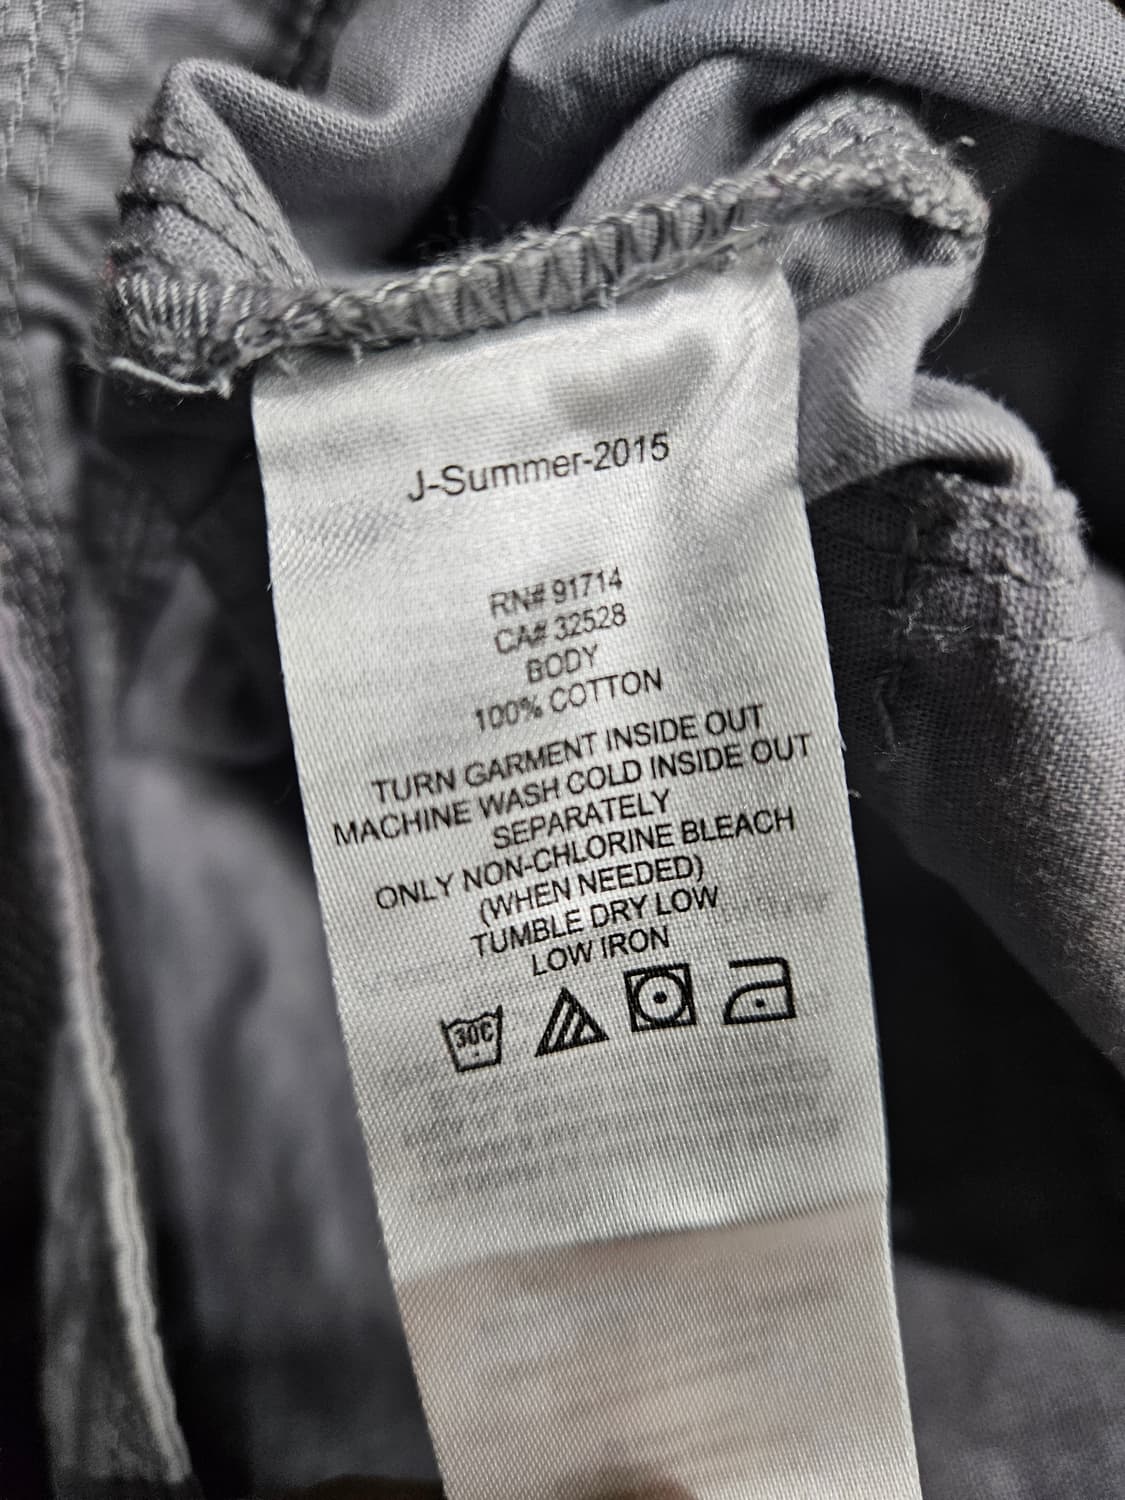 J-Summer-2015
RN# 91714
CA# 32528
BODY
100% COTTON
TURN GARMENT INSIDE OUT
MACHINE WASH COLD INSIDE OUT
SEPARATELY
ONLY NON-CHLORINE BLEACH
(WHEN NEEDED)
TUMBLE DRY LOW
LOW IRON
30C